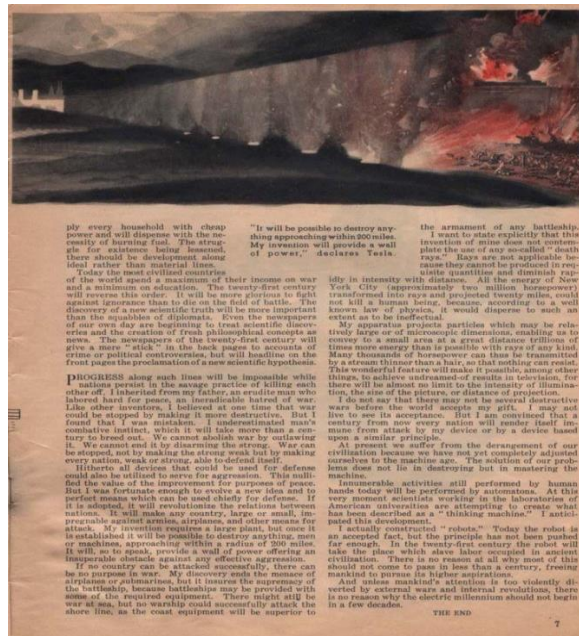 ply every household with cheap
power and will dispense with the ne-
cessity of burning fuel. The strug-
gle for existence being lessened,
there should be development along
ideal rather than material lines.
Today the most civilized countries
of the world spend a maximum of their income on war
and a minimum on education. The twenty-first century
will reverse this order. It will be more glorious to fight
against ignorance than to die on the field of battle. The
discovery of a new scientific truth will be more important
than the squabbles of diplomats. Even the newspapers
of our own day are beginning to treat scientific discov-
eries and the creation of fresh philosophical concepts as
news. The newspapers of the twenty-first century will
give a mere "stick" in the back pages to accounts of
crime or political controversies, but will headline on the
front pages the proclamation of a new scientific hypothesis.
PROGRESS along such lines will be impossible while
nations persist in the savage practice of killing each
other off. I inherited from my father, an erudite man who
labored hard for peace, an ineradicable hatred of war.
Like other inventors, I believed at one time that war
could be stopped by making it more destructive. But I
found that I was mistaken. I underestimated man's
combative instinct, which it will take more than a cen-
tury to breed out. We cannot abolish war by outlawing
it. We cannot end it by disarming the strong. War can
be stopped, not by making the strong weak but by making
every nation, weak or strong, able to defend itself.
Hitherto all devices that could be used for defense
could also be utilized to serve for aggression. This nulli-
fied the value of the improvement for purposes of peace.
But I was fortunate enough to evolve a new idea and to
perfect means which can be used chiefly for defense. If
it is adopted, it will revolutionize the relations between
nations. It will make any country, large or small, im-
pregnable against armies, airplanes, and other means for
attack. My invention requires a large plant, but once it
is established it will be possible to destroy anything, men
or machines, approaching within a radius of 200 miles.
It will, so to speak, provide a wall of power offering an
insuperable obstacle against any effective aggression.
If no country can be attacked successfully, there can
be no purpose in war. My discovery ends the menace of
airplanes or submarines, but it insures the supremacy of
the battleship, because battleships may be provided with
some of the required equipment. There might still be
war at sea, but no warship could successfully attack the
shore line, as the coast equipment will be superior to
"It will be possible to destroy any-
thing approaching within 200 miles.
My invention will provide a wall
of power," declares Tesla.
the armament of any battleship.
I want to state explicitly that this
invention of mine does not contem-
plate the use of any so-called "death
rays." Rays are not applicable be-
cause they cannot be produced in req-
uisite quantities and diminish rap-
idly in intensity with distance. All the energy of New
York City (approximately two million horsepower)
transformed into rays and projected twenty miles, could
not kill a human being, because, according to a well
known law of physics, it would disperse to such an
extent as to be ineffectual.
My apparatus projects particles which may be rela-
tively large or of microscopic dimensions, enabling us to
convey to a small area at a great distance trillions of
times more energy than is possible with rays of any kind.
Many thousands of horsepower can thus be transmitted
by a stream thinner than a hair, so that nothing can resist.
This wonderful feature will make it possible, among other
things, to achieve undreamed-of results in television, for
there will be almost no limit to the intensity of illumina-
tion, the size of the picture, or distance of projection.
I do not say that there may not be several destructive
wars before the world accepts my gift. I may not
live to see its acceptance. But I am convinced that a
century from now every nation will render itself im-
mune from attack by my device or by a device based
upon a similar principle.
At present we suffer from the derangement of our
civilization because we have not yet completely adjusted
ourselves to the machine age. The solution of our prob-
lems does not lie in destroying but in mastering the
machine.
Innumerable activities still performed by human
hands today will be performed by automatons. At this
very moment scientists working in the laboratories of
American universities are attempting to create what
has been described as a "thinking machine." I antici-
pated this development.
I actually constructed "robots." Today the robot is
an accepted fact, but the principle has not been pushed
far enough. In the twenty-first century the robot will
take the place which slave labor occupied in ancient
civilization. There is no reason at all why most of this
should not come to pass in less than a century, freeing
mankind to pursue its higher aspirations.
And unless mankind's attention is too violently di-
verted by external wars and internal revolutions, there
is no reason why the electric millennium should not begin
in a few decades.
THE END
7